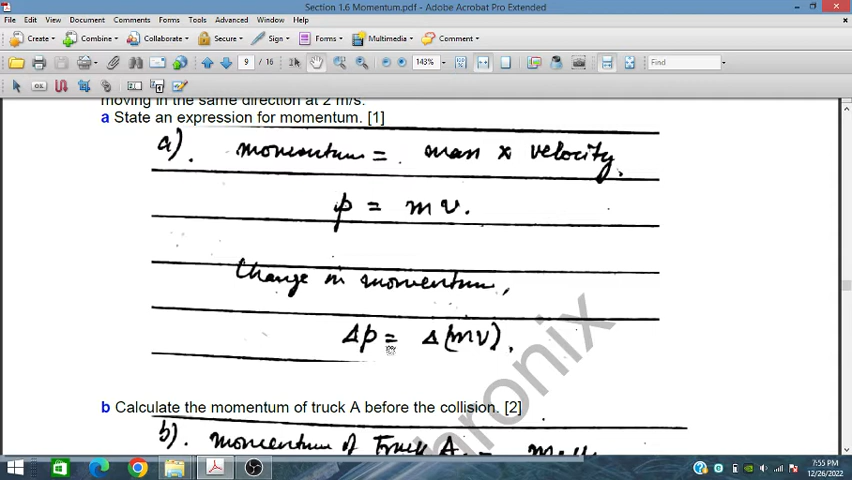 Section 1.6 Momentum.pdf - Adobe Acrobat Pro Extended
File Edit View Document Comments Forms Tools Advanced Window Help
Create Combine Collaborate Secure Sign Forms Multimedia Comment
9 / 16 143% Find
moving in the same direction at 2 m/s.
a State an expression for momentum. [1]
a). momentum = mass x velocity.
p = mv.
Change in momentum,
Δp = Δ(mv).
hronix
b Calculate the momentum of truck A before the collision. [2]
b). momentum of Truck A =
7:55 PM
12/26/2022